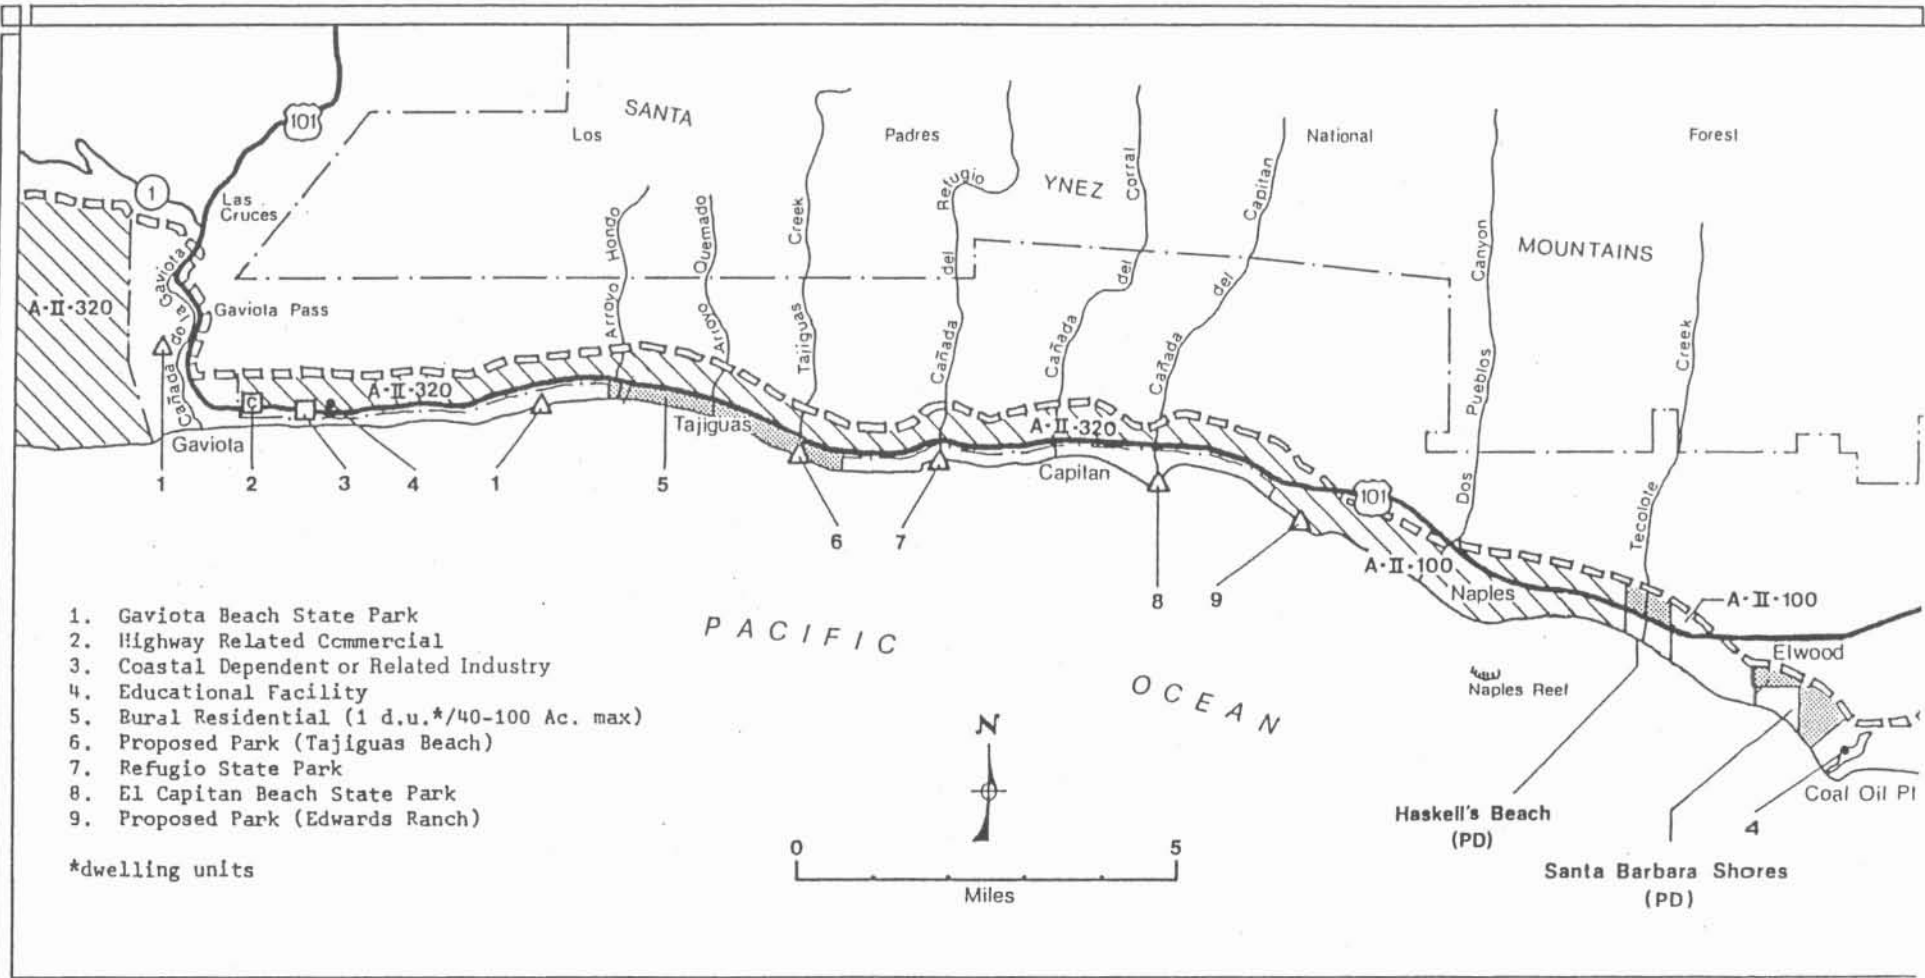 SANTA
Los
Padres
National
Forest
101
1
Las
Cruces
YNEZ
MOUNTAINS
Gaviota Pass
Cañada de la Gaviota
Arroyo Hondo
Arroyo Quemado
Tajiguas Creek
Cañada del Refugio
Cañada del Corral
Cañada del Capitan
Dos Pueblos Canyon
Tecolote Creek
A-II-320
A-II-320
A-II-320
C
Gaviota
Tajiguas
Capitan
101
A-II-100
Naples
A-II-100
Elwood
Naples Reef
Coal Oil Pt
1
2
3
4
1
5
6
7
8
9
4
PACIFIC
OCEAN
1. Gaviota Beach State Park
2. Highway Related Commercial
3. Coastal Dependent or Related Industry
4. Educational Facility
5. Rural Residential (1 d.u.*/40-100 Ac. max)
6. Proposed Park (Tajiguas Beach)
7. Refugio State Park
8. El Capitan Beach State Park
9. Proposed Park (Edwards Ranch)
*dwelling units
N
0
5
Miles
Haskell's Beach
(PD)
Santa Barbara Shores
(PD)